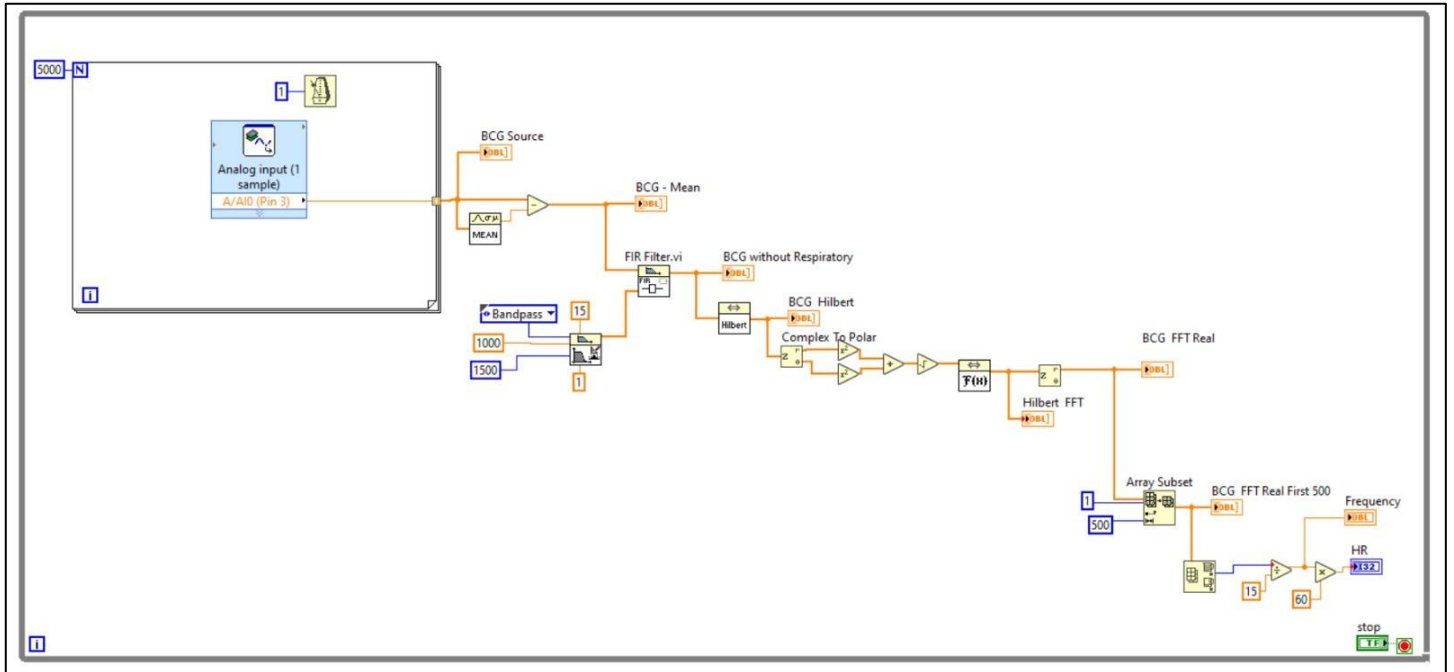 5000
N
1
Analog input (1
sample)
A/AI0 (Pin 3)
i
BCG Source
DBL
MEAN
BCG - Mean
DBL
FIR Filter.vi
FIR
BCG without Respiratory
DBL
Bandpass
15
1000
1500
1
Hilbert
BCG Hilbert
DBL
Complex To Polar
z
r
θ
x²
x²
+
√
F{x}
z
r
θ
BCG FFT Real
DBL
Hilbert FFT
DBL
Array Subset
1
500
BCG FFT Real First 500
DBL
Frequency
DBL
÷
15
x
60
HR
I32
stop
TF
i